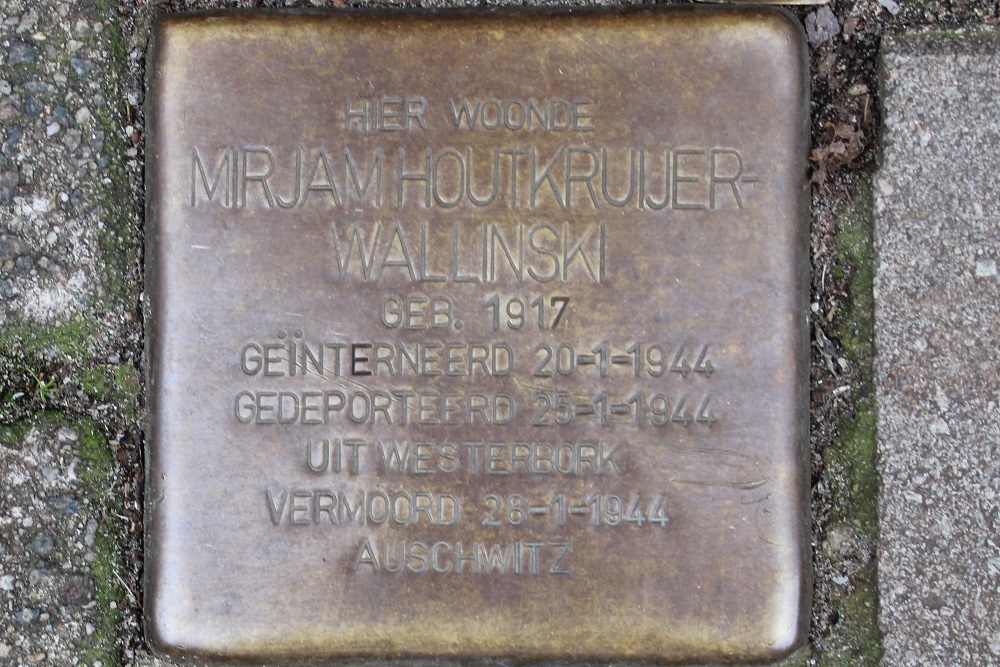 HIER WOONDE
MIRJAM HOUTKRUIJER-
WALLINSKI
GEB. 1917
GEÏNTERNEERD 20-1-1944
GEDEPORTEERD 25-1-1944
UIT WESTERBORK
VERMOORD 28-1-1944
AUSCHWITZ